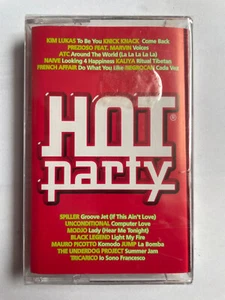 KIM LUKAS To Be You KNICK KNACK Come Back
PREZIOSO FEAT. MARVIN Voices
ATC Around The World (La La La La La)
NAIVE Looking 4 Happiness KALIYA Ritual Tibetan
FRENCH AFFAIR Do What You Like NEGROCAN Cada Vez
HOT®
party
SPILLER Groove Jet (If This Ain't Love)
UNCONDITIONAL Computer Love
MODJO Lady (Hear Me Tonight)
BLACK LEGEND Light My Fire
MAURO PICOTTO Komodo JUMP La Bomba
THE UNDERDOG PROJECT Summer Jam
TRICARICO Io Sono Francesco